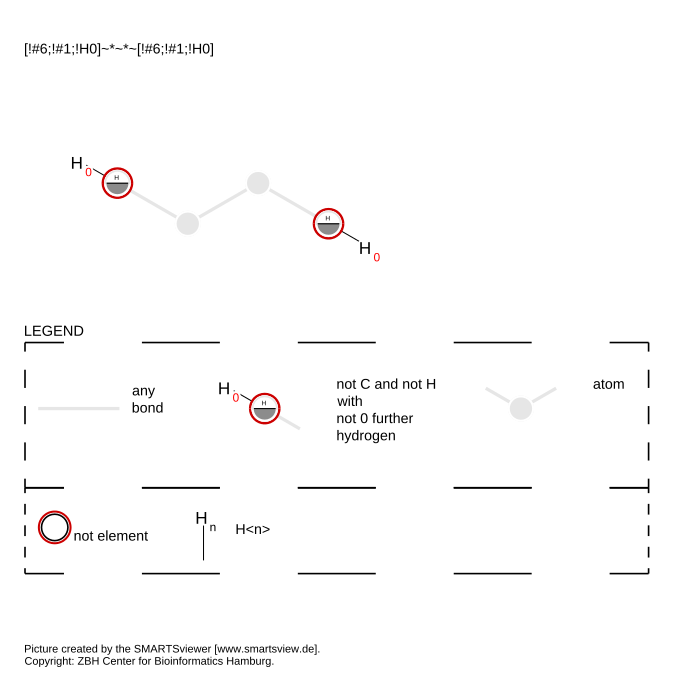 [!#6;!#1;!H0]~*~*~[!#6;!#1;!H0]
H 0
H
H
H 0
LEGEND
any
bond
H 0
H
not C and not H
with
not 0 further
hydrogen
atom
not element
H n
H<n>
Picture created by the SMARTSviewer [www.smartsview.de].
Copyright: ZBH Center for Bioinformatics Hamburg.